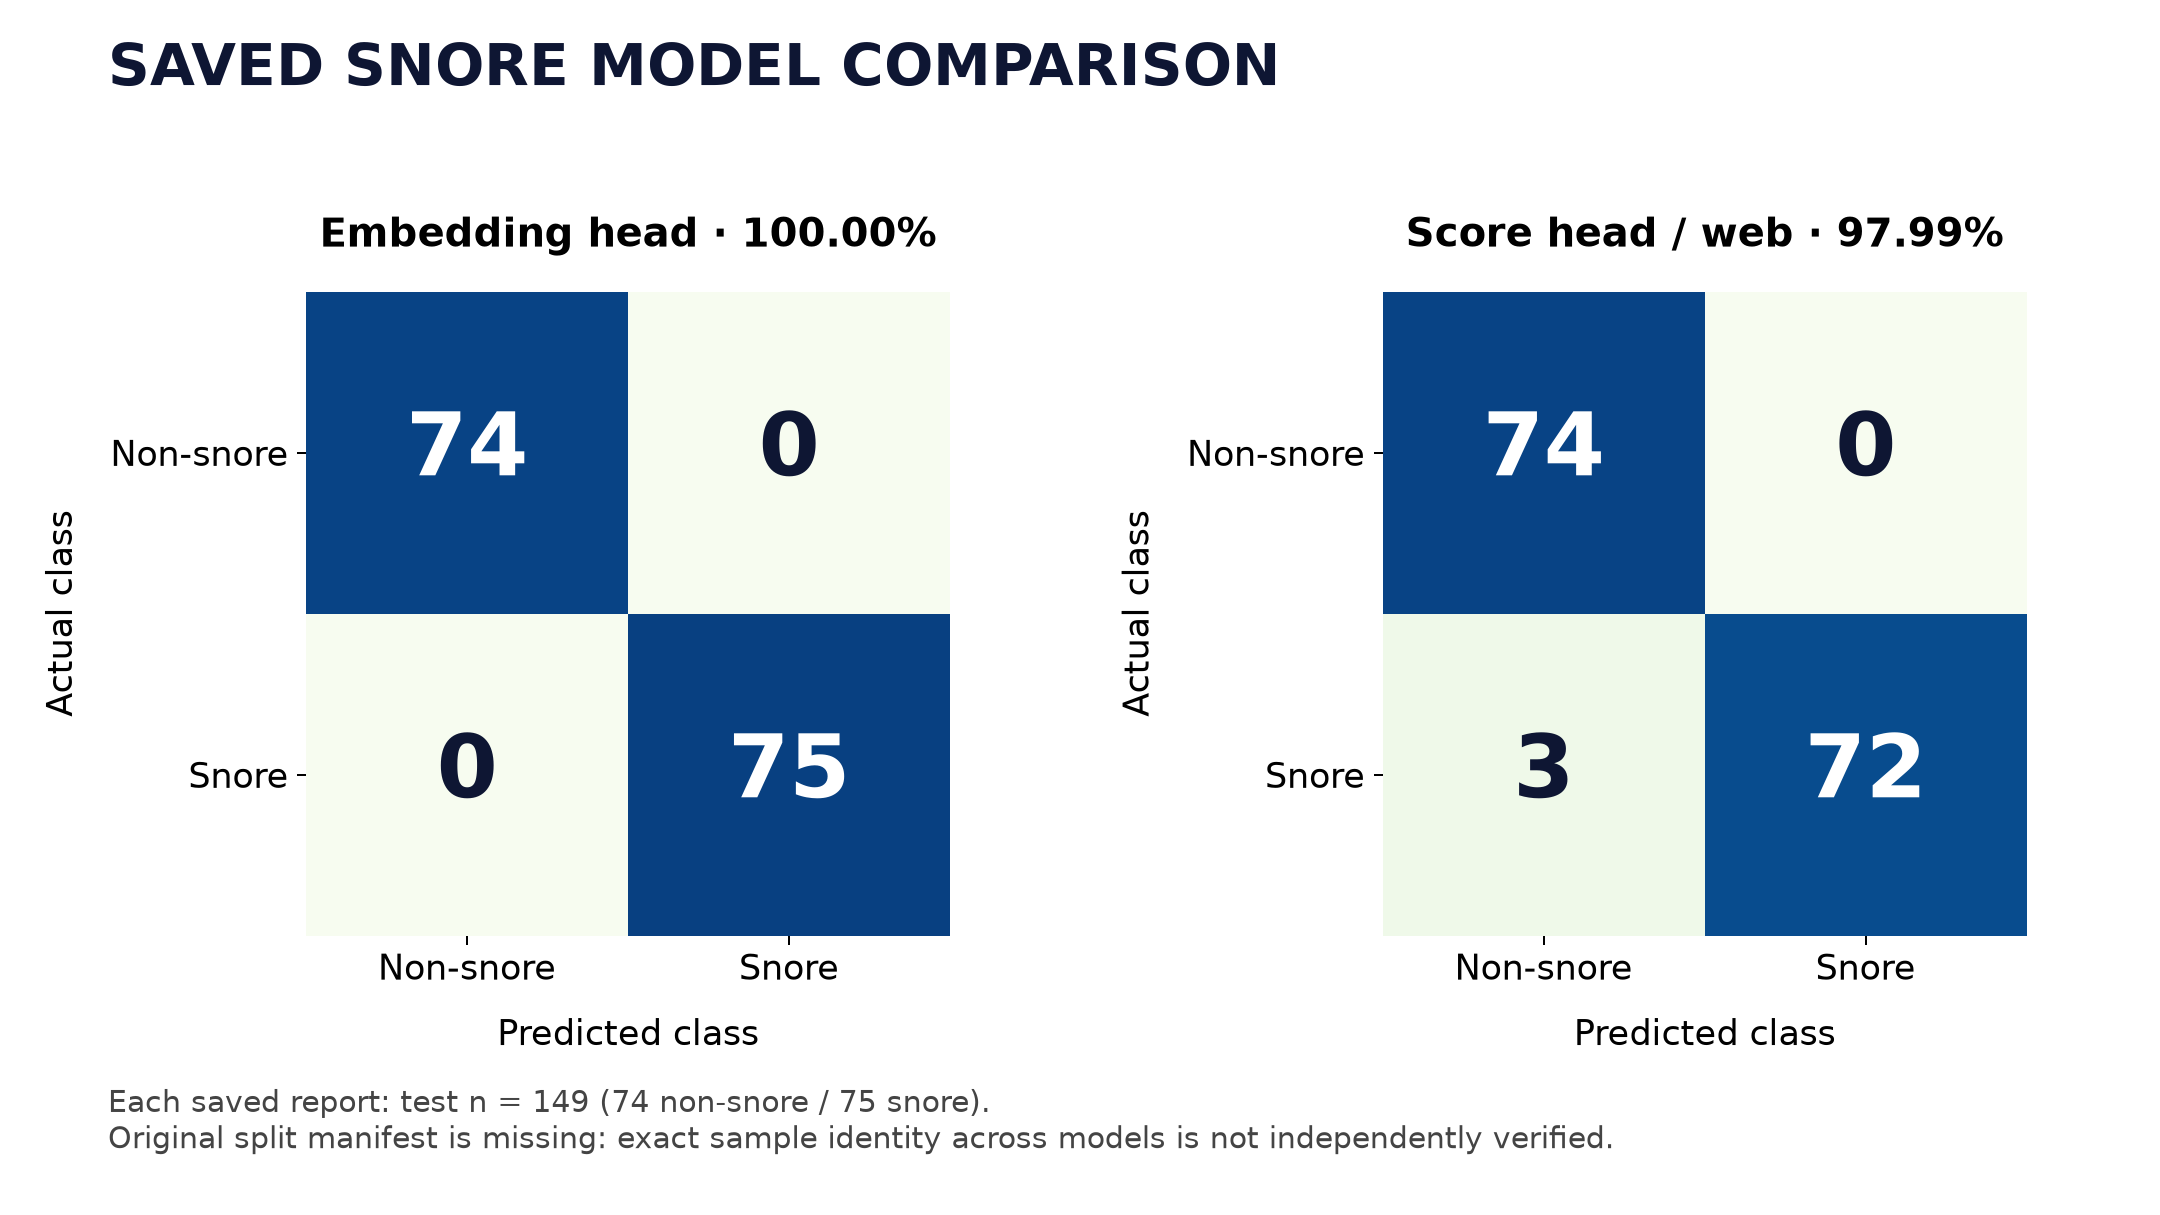 SAVED SNORE MODEL COMPARISON
Embedding head · 100.00%
Actual class
Non-snore
74
0
Snore
0
75
Non-snore
Snore
Predicted class
Score head / web · 97.99%
Actual class
Non-snore
74
0
Snore
3
72
Non-snore
Snore
Predicted class
Each saved report: test n = 149 (74 non-snore / 75 snore).
Original split manifest is missing: exact sample identity across models is not independently verified.